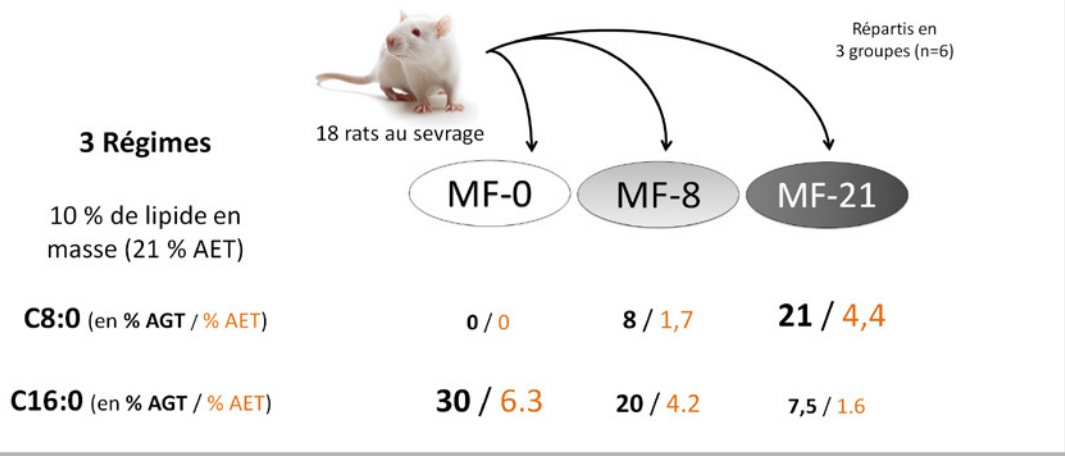 Répartis en
3 groupes (n=6)
18 rats au sevrage
3 Régimes
MF-0 MF-8 MF-21
10 % de lipide en
masse (21 % AET)
C8:0 (en % AGT / % AET) 0 / 0 8 / 1,7 21 / 4,4
C16:0 (en % AGT / % AET) 30 / 6.3 20 / 4.2 7,5 / 1.6